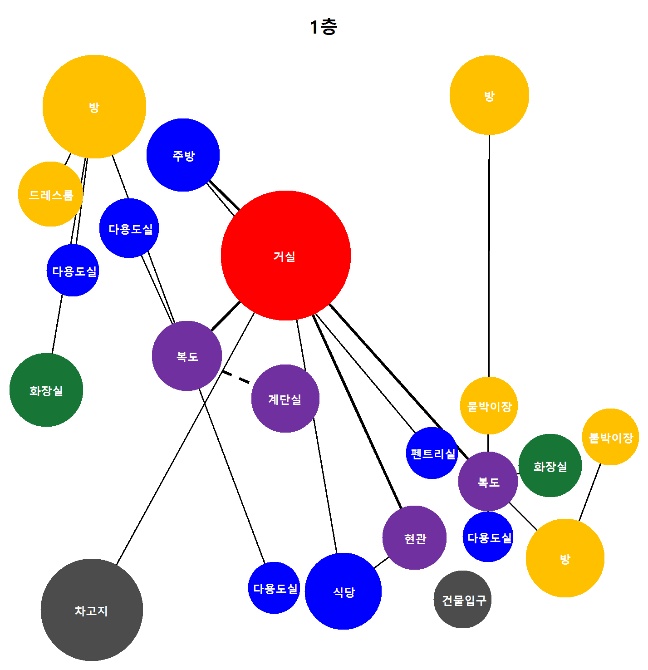 1층
방
방
주방
드레스룸
다용도실
거실
다용도실
복도
화장실
계단실
붙박이장
붙박이장
펜트리실
화장실
복도
현관
다용도실
방
다용도실
식당
건물입구
차고지